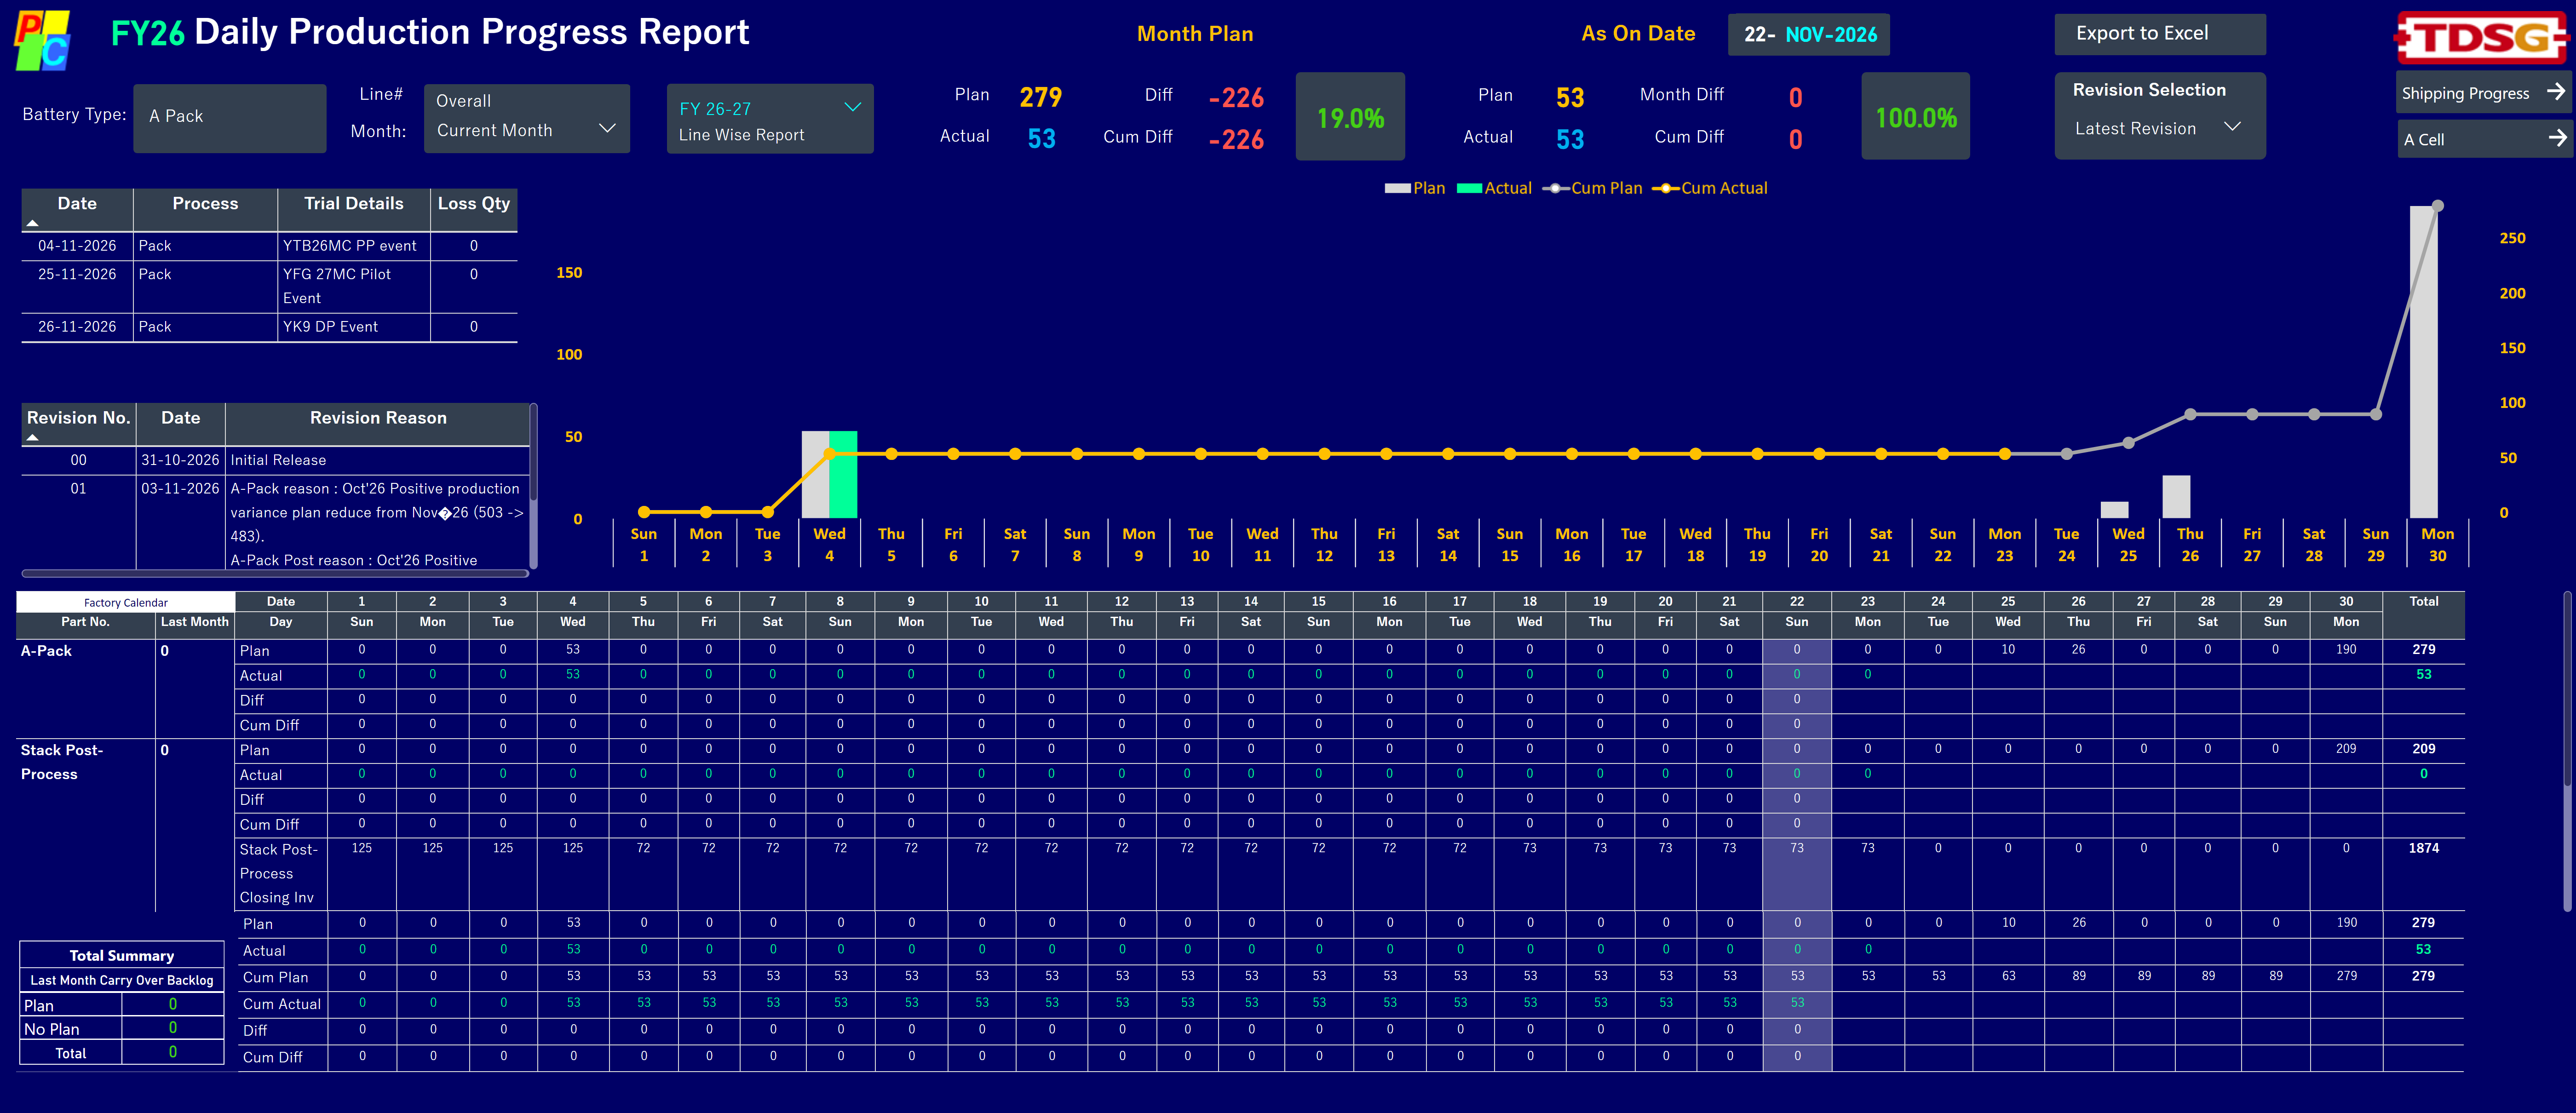 PC
FY26 Daily Production Progress Report
Month Plan
As On Date 22- NOV-2026
Export to Excel
TDSG
Battery Type: A Pack
Line# Overall
Month: Current Month
FY 26-27
Line Wise Report
Plan 279 Diff -226
Actual 53 Cum Diff -226
19.0%
Plan 53 Month Diff 0
Actual 53 Cum Diff 0
100.0%
Revision Selection
Latest Revision
Shipping Progress
A Cell
Date Process Trial Details Loss Qty
04-11-2026 Pack YTB26MC PP event 0
25-11-2026 Pack YFG 27MC Pilot
Event 0
26-11-2026 Pack YK9 DP Event 0
Revision No. Date Revision Reason
00 31-10-2026 Initial Release
01 03-11-2026 A-Pack reason : Oct'26 Positive production
variance plan reduce from Nov�26 (503 ->
483).
A-Pack Post reason : Oct'26 Positive
Plan Actual Cum Plan Cum Actual
150
100
50
0
250
200
150
100
50
0
Sun Mon Tue Wed Thu Fri Sat Sun Mon Tue Wed Thu Fri Sat Sun Mon Tue Wed Thu Fri Sat Sun Mon Tue Wed Thu Fri Sat Sun Mon
1 2 3 4 5 6 7 8 9 10 11 12 13 14 15 16 17 18 19 20 21 22 23 24 25 26 27 28 29 30
Factory Calendar Date 1 2 3 4 5 6 7 8 9 10 11 12 13 14 15 16 17 18 19 20 21 22 23 24 25 26 27 28 29 30 Total
Part No. Last Month Day Sun Mon Tue Wed Thu Fri Sat Sun Mon Tue Wed Thu Fri Sat Sun Mon Tue Wed Thu Fri Sat Sun Mon Tue Wed Thu Fri Sat Sun Mon
A-Pack 0 Plan 0 0 0 53 0 0 0 0 0 0 0 0 0 0 0 0 0 0 0 0 0 0 0 0 10 26 0 0 0 190 279
Actual 0 0 0 53 0 0 0 0 0 0 0 0 0 0 0 0 0 0 0 0 0 0 0 53
Diff 0 0 0 0 0 0 0 0 0 0 0 0 0 0 0 0 0 0 0 0 0 0
Cum Diff 0 0 0 0 0 0 0 0 0 0 0 0 0 0 0 0 0 0 0 0 0 0
Stack Post-
Process 0 Plan 0 0 0 0 0 0 0 0 0 0 0 0 0 0 0 0 0 0 0 0 0 0 0 0 0 0 0 0 0 209 209
Actual 0 0 0 0 0 0 0 0 0 0 0 0 0 0 0 0 0 0 0 0 0 0 0 0
Diff 0 0 0 0 0 0 0 0 0 0 0 0 0 0 0 0 0 0 0 0 0 0
Cum Diff 0 0 0 0 0 0 0 0 0 0 0 0 0 0 0 0 0 0 0 0 0 0
Stack Post-
Process
Closing Inv 125 125 125 125 72 72 72 72 72 72 72 72 72 72 72 72 72 73 73 73 73 73 73 0 0 0 0 0 0 0 1874
Plan 0 0 0 53 0 0 0 0 0 0 0 0 0 0 0 0 0 0 0 0 0 0 0 0 10 26 0 0 0 190 279
Actual 0 0 0 53 0 0 0 0 0 0 0 0 0 0 0 0 0 0 0 0 0 0 0 53
Cum Plan 0 0 0 53 53 53 53 53 53 53 53 53 53 53 53 53 53 53 53 53 53 53 53 53 63 89 89 89 89 279 279
Cum Actual 0 0 0 53 53 53 53 53 53 53 53 53 53 53 53 53 53 53 53 53 53 53
Diff 0 0 0 0 0 0 0 0 0 0 0 0 0 0 0 0 0 0 0 0 0 0
Cum Diff 0 0 0 0 0 0 0 0 0 0 0 0 0 0 0 0 0 0 0 0 0 0
Total Summary
Last Month Carry Over Backlog
Plan 0
No Plan 0
Total 0